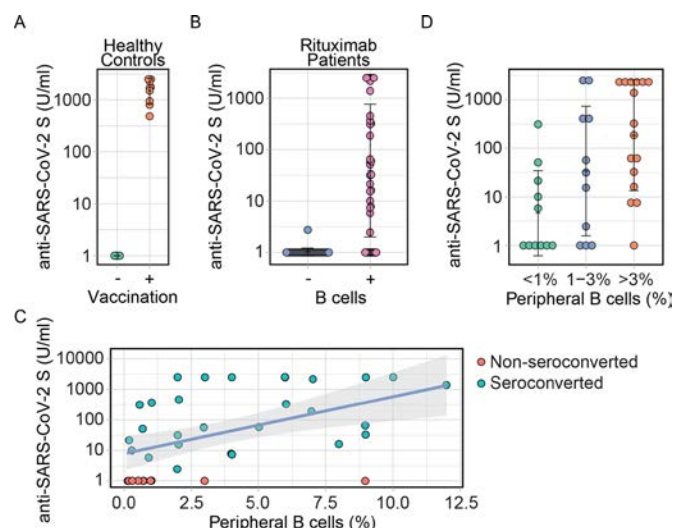 A
Healthy
Controls
anti-SARS-CoV-2 S (U/ml)
1000
100
10
1
- +
Vaccination
B
Rituximab
Patients
anti-SARS-CoV-2 S (U/ml)
1000
100
10
1
- +
B cells
D
anti-SARS-CoV-2 S (U/ml)
1000
100
10
1
<1% 1−3% >3%
Peripheral B cells (%)
C
anti-SARS-CoV-2 S (U/ml)
10000
1000
100
10
1
0.0 2.5 5.0 7.5 10.0 12.5
Peripheral B cells (%)
Non-seroconverted
Seroconverted